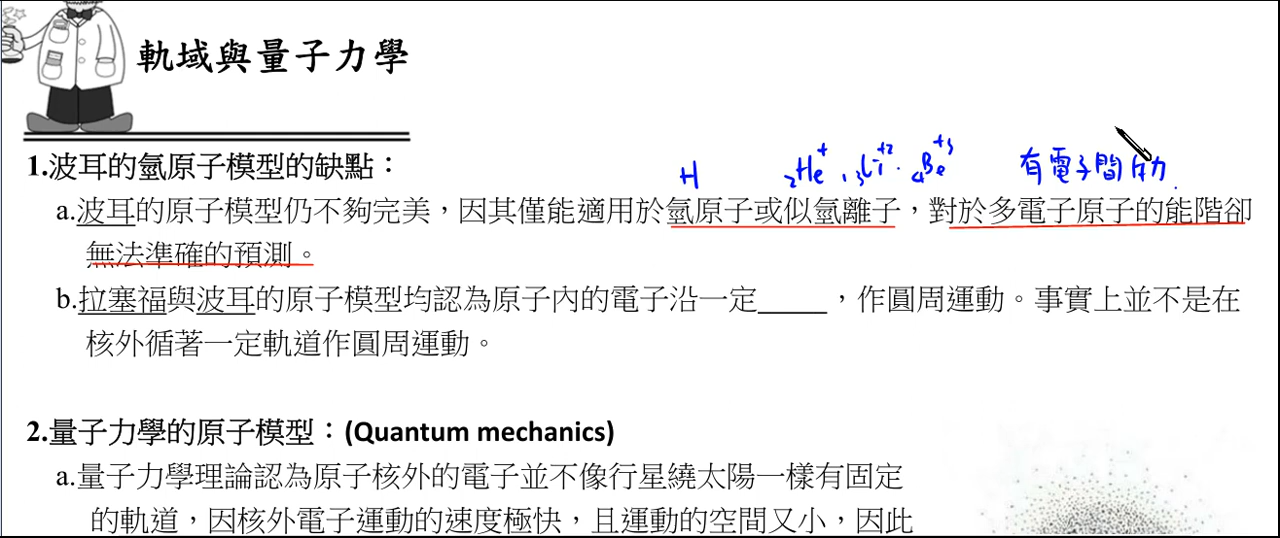 軌域與量子力學
1.波耳的氫原子模型的缺點：
H ₂He⁺, ₃Li⁺². ₄Be⁺³ 有電子間斥力
a.波耳的原子模型仍不夠完美，因其僅能適用於氫原子或似氫離子，對於多電子原子的能階卻
無法準確的預測。
b.拉塞福與波耳的原子模型均認為原子內的電子沿一定_____，作圓周運動。事實上並不是在
核外循著一定軌道作圓周運動。
2.量子力學的原子模型：(Quantum mechanics)
a.量子力學理論認為原子核外的電子並不像行星繞太陽一樣有固定
的軌道，因核外電子運動的速度極快，且運動的空間又小，因此